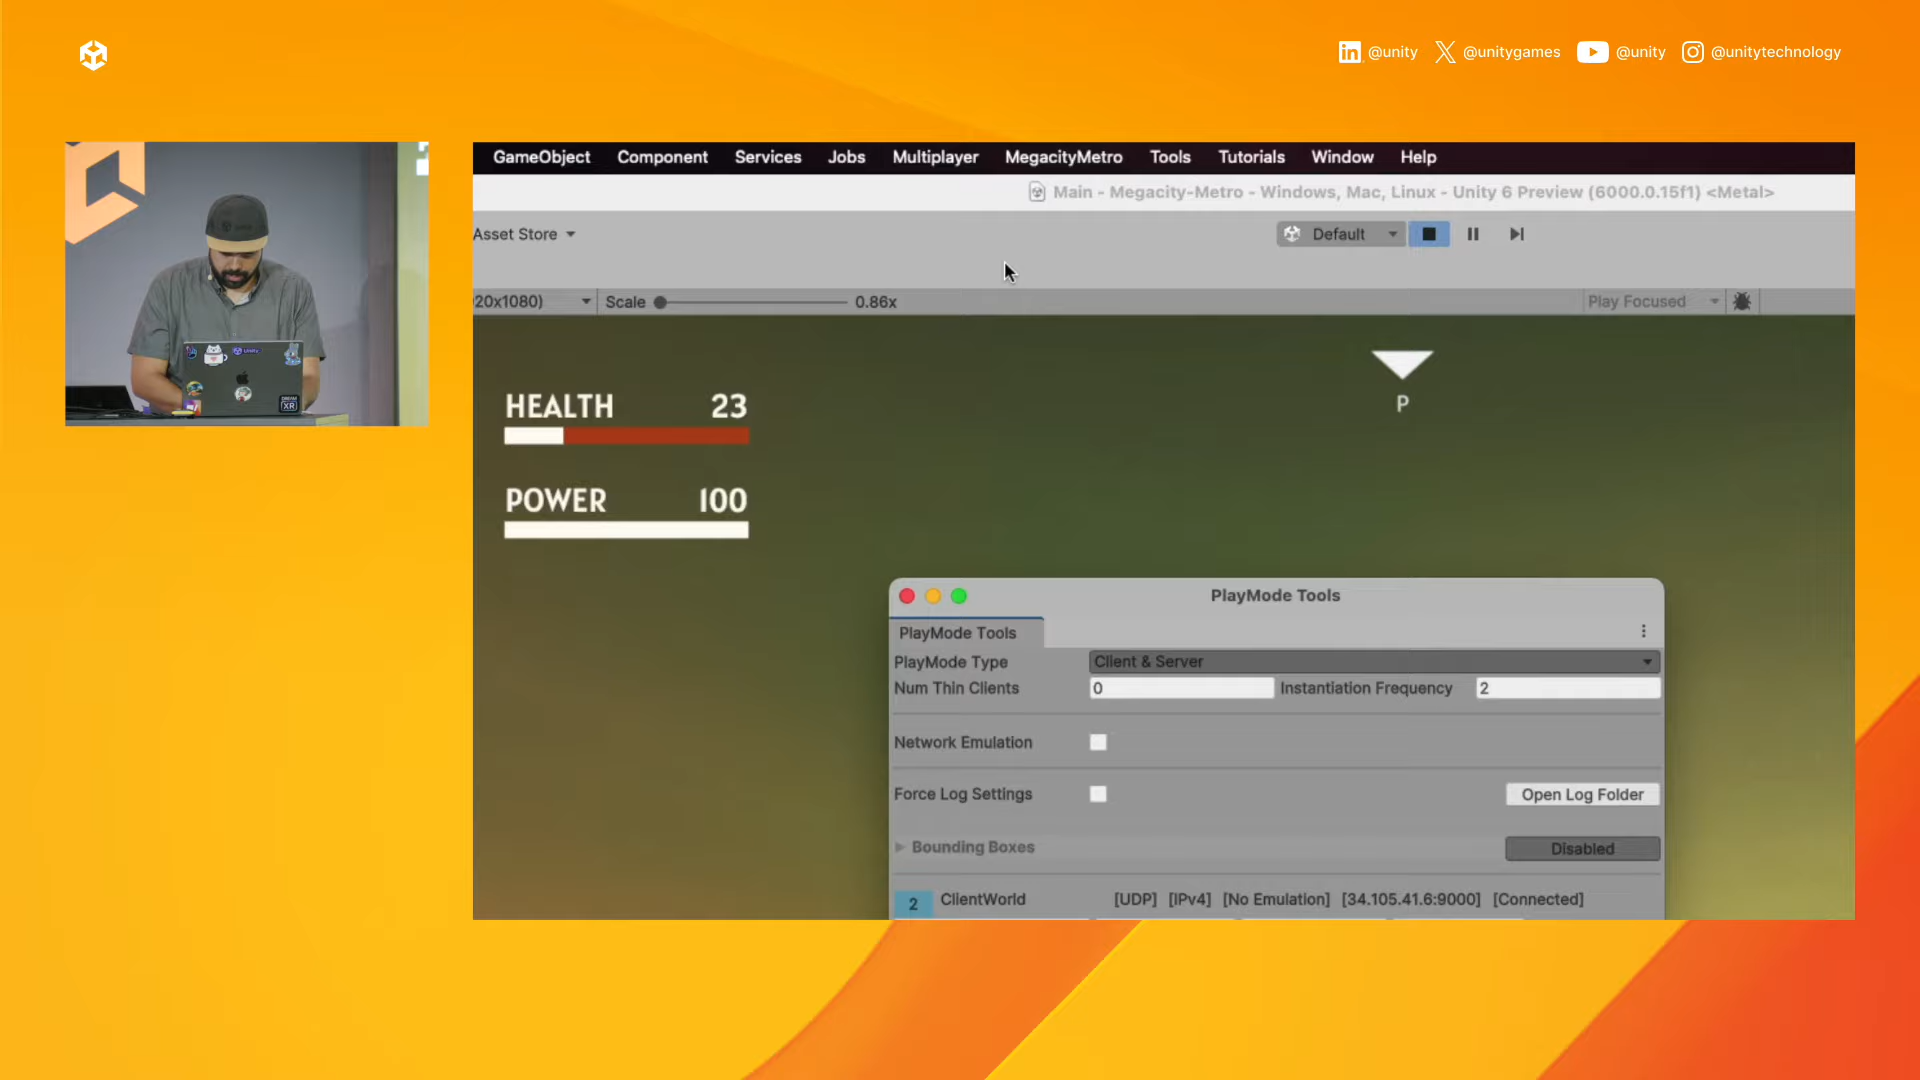 @unity @unitygames @unity @unitytechnology
GameObject Component Services Jobs Multiplayer MegacityMetro Tools Tutorials Window Help
Main - Megacity-Metro - Windows, Mac, Linux - Unity 6 Preview (6000.0.15f1) <Metal>
Asset Store Default
20x1080) Scale 0.86x Play Focused
HEALTH 23
P
POWER 100
PlayMode Tools
PlayMode Tools
PlayMode Type Client & Server
Num Thin Clients 0 Instantiation Frequency 2
Network Emulation
Force Log Settings Open Log Folder
Bounding Boxes Disabled
2 ClientWorld [UDP] [IPv4] [No Emulation] [34.105.41.6:9000] [Connected]
unity
DREAM
XR